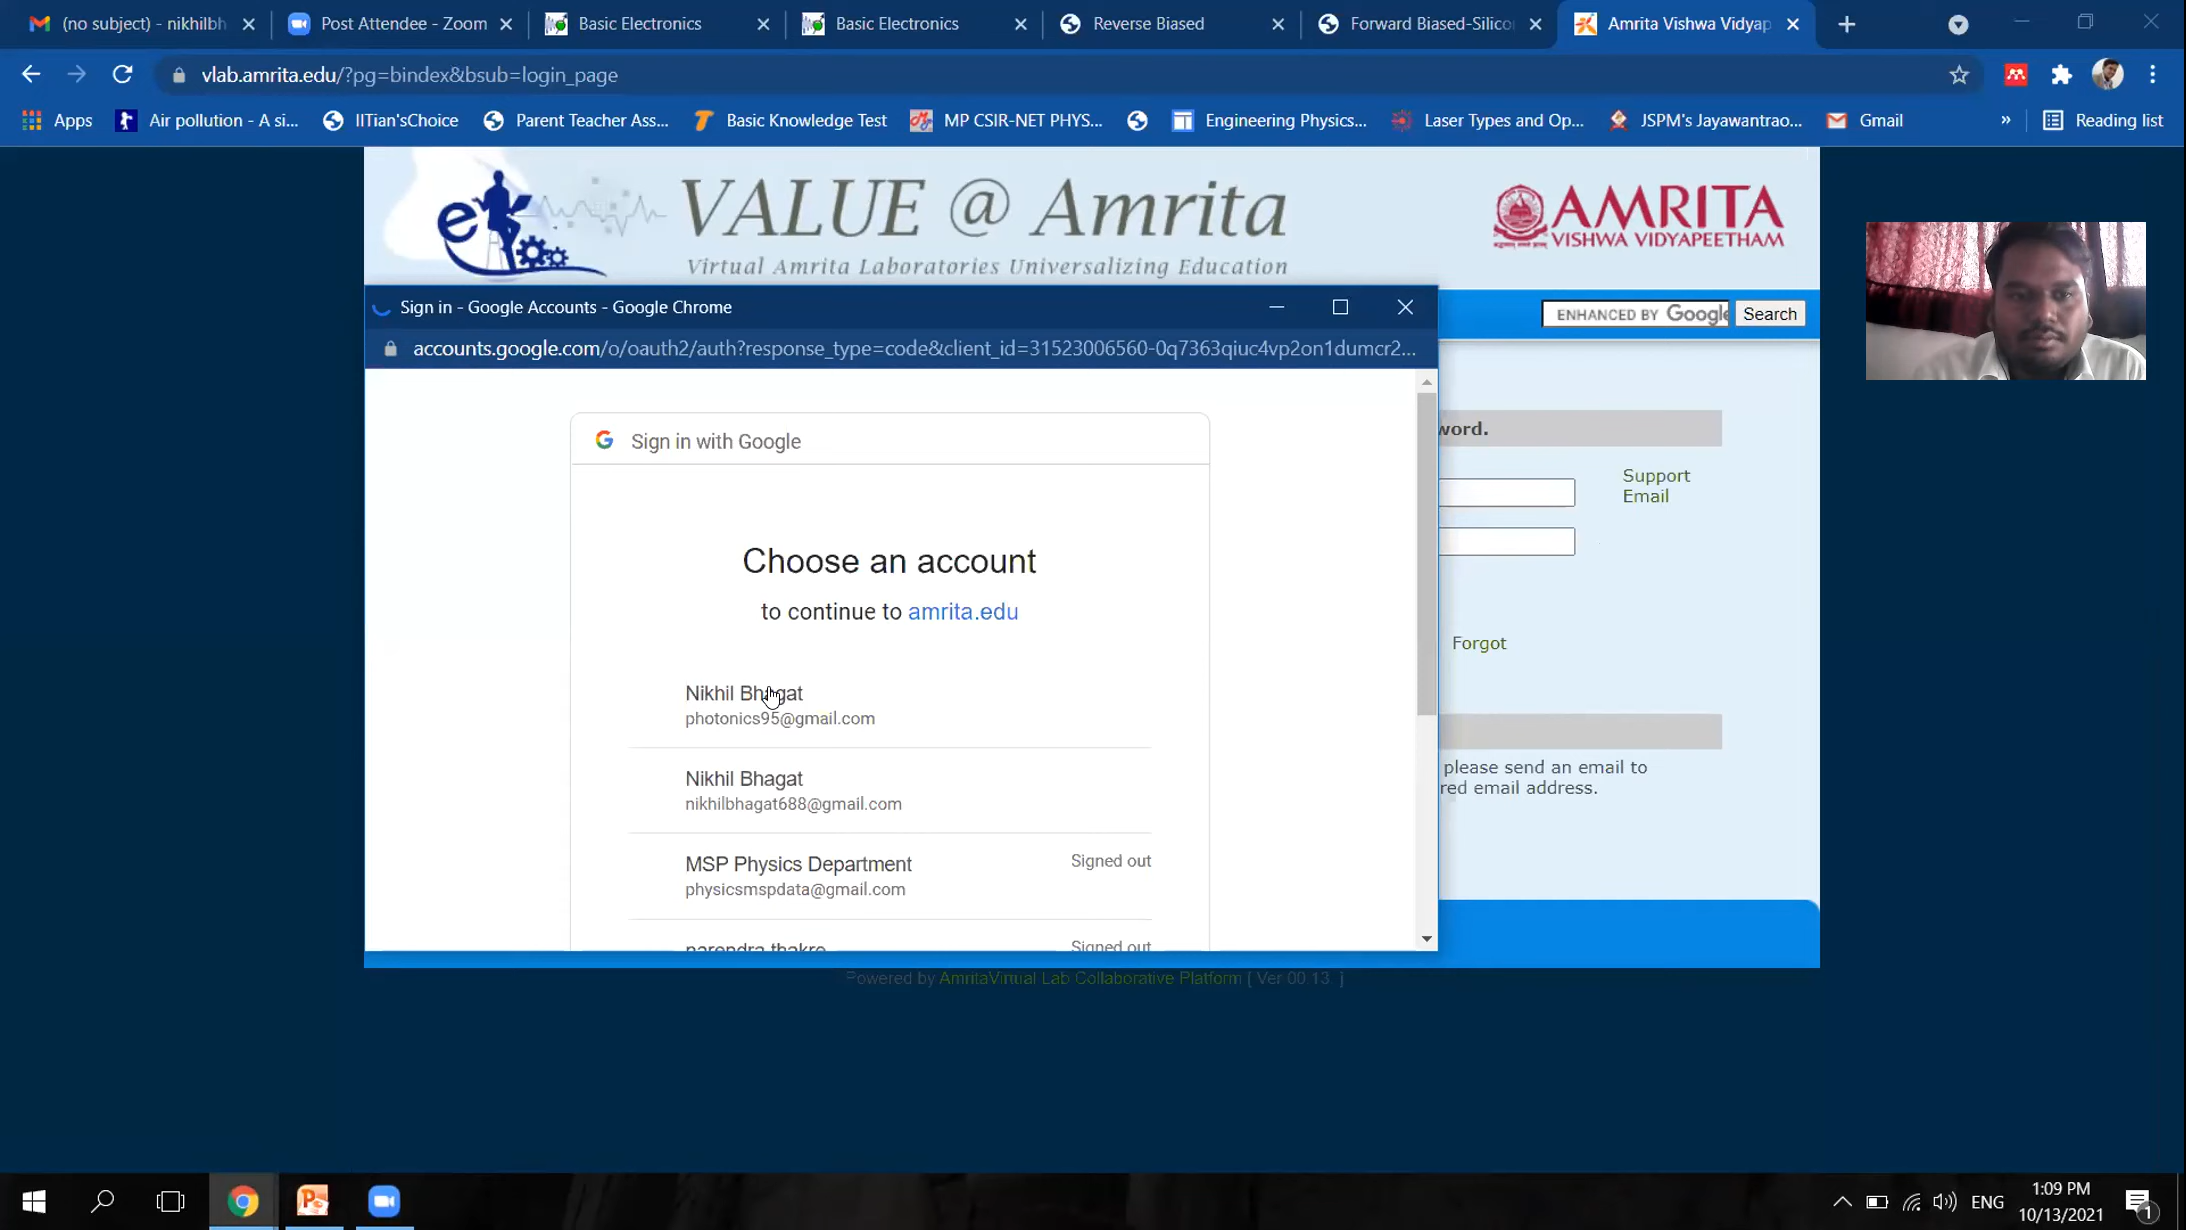 (no subject) - nikhilbh
Post Attendee - Zoom
Basic Electronics
Basic Electronics
Reverse Biased
Forward Biased-Silico
Amrita Vishwa Vidyap
vlab.amrita.edu/?pg=bindex&bsub=login_page
Apps
Air pollution - A si...
IITian'sChoice
Parent Teacher Ass...
Basic Knowledge Test
MP CSIR-NET PHYS...
Engineering Physics...
Laser Types and Op...
JSPM's Jayawantrao...
Gmail
»
Reading list
VALUE @ Amrita
Virtual Amrita Laboratories Universalizing Education
AMRITA
VISHWA VIDYAPEETHAM
Sign in - Google Accounts - Google Chrome
ENHANCED BY Google
Search
accounts.google.com/o/oauth2/auth?response_type=code&client_id=31523006560-0q7363qiuc4vp2on1dumcr2...
word.
Sign in with Google
Support
Email
Choose an account
to continue to amrita.edu
Forgot
Nikhil Bhagat
photonics95@gmail.com
please send an email to
red email address.
Nikhil Bhagat
nikhilbhagat688@gmail.com
MSP Physics Department
Signed out
physicsmspdata@gmail.com
narendra thakre
Signed out
Powered by AmritaVirtual Lab Collaborative Platform [ Ver 00.13. ]
ENG
1:09 PM
10/13/2021
1